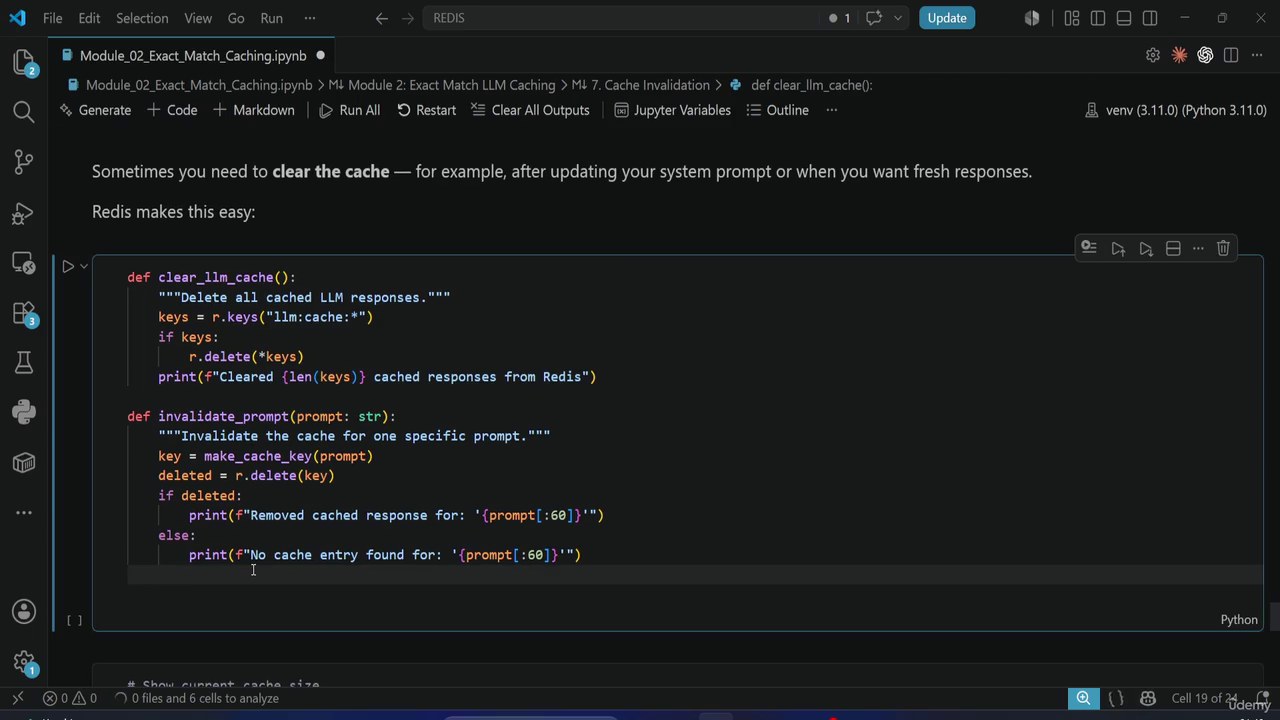 File Edit Selection View Go Run ··· REDIS 1 Update
Module_02_Exact_Match_Caching.ipynb
Module_02_Exact_Match_Caching.ipynb > M↓ Module 2: Exact Match LLM Caching > M↓ 7. Cache Invalidation > def clear_llm_cache():
Generate + Code + Markdown Run All Restart Clear All Outputs Jupyter Variables Outline ··· venv (3.11.0) (Python 3.11.0)
Sometimes you need to clear the cache — for example, after updating your system prompt or when you want fresh responses.
Redis makes this easy:
def clear_llm_cache():
"""Delete all cached LLM responses."""
keys = r.keys("llm:cache:*")
if keys:
r.delete(*keys)
print(f"Cleared {len(keys)} cached responses from Redis")
def invalidate_prompt(prompt: str):
"""Invalidate the cache for one specific prompt."""
key = make_cache_key(prompt)
deleted = r.delete(key)
if deleted:
print(f"Removed cached response for: '{prompt[:60]}'")
else:
print(f"No cache entry found for: '{prompt[:60]}'")
[ ] Python
# Show current cache size
2
3
1
0 0 0 files and 6 cells to analyze Cell 19 of 24
Udemy